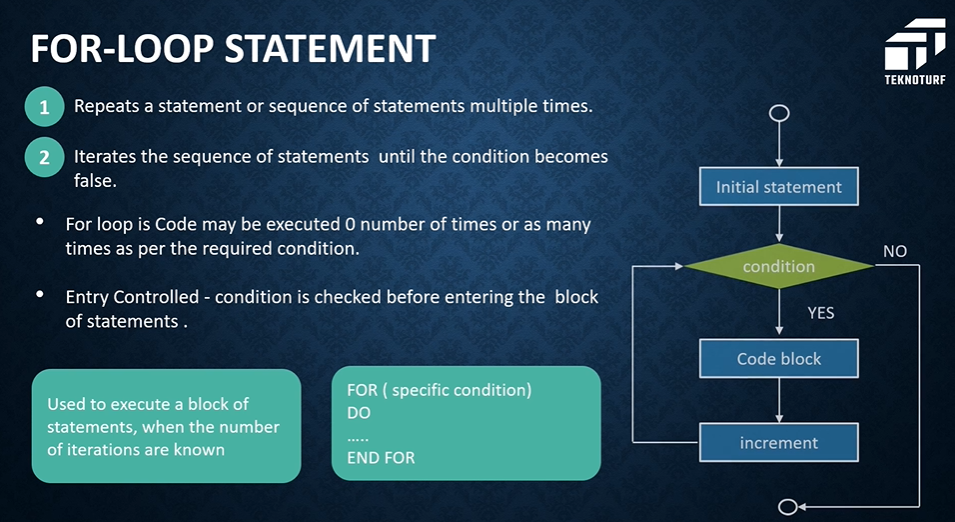 FOR-LOOP STATEMENT
TEKNOTURF
1 Repeats a statement or sequence of statements multiple times.
2 Iterates the sequence of statements until the condition becomes
false.
• For loop is Code may be executed 0 number of times or as many
times as per the required condition.
• Entry Controlled - condition is checked before entering the block
of statements .
Used to execute a block of
statements, when the number
of iterations are known
FOR ( specific condition)
DO
.....
END FOR
Initial statement
condition
NO
YES
Code block
increment